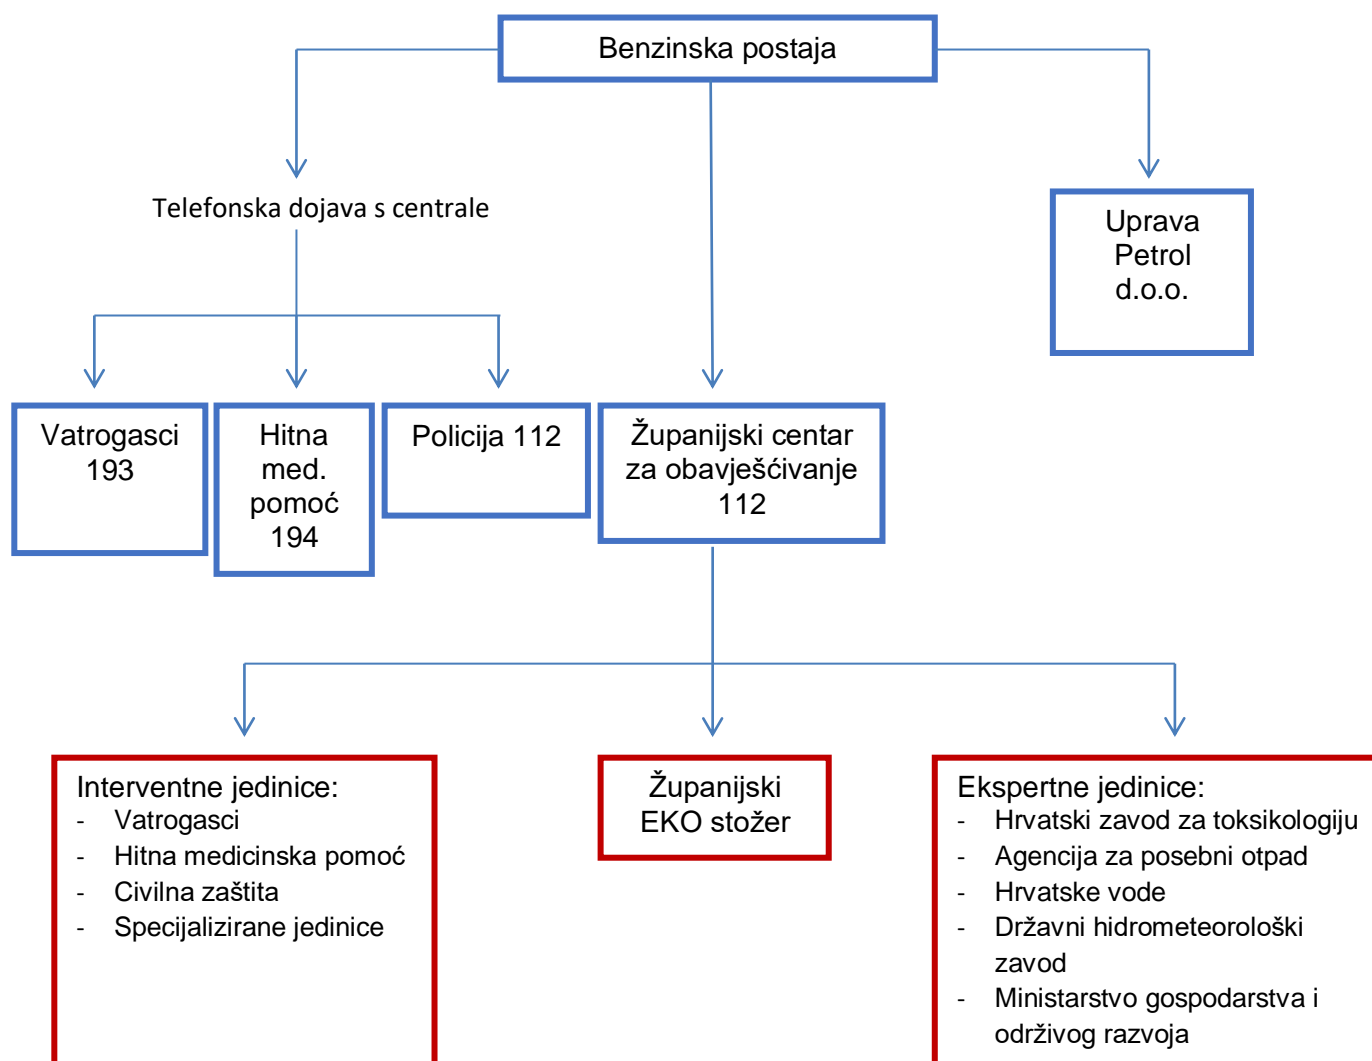 Benzinska postaja
Telefonska dojava s centrale
Uprava
Petrol
d.o.o.
Vatrogasci
193
Hitna
med.
pomoć
194
Policija 112
Županijski centar
za obavješćivanje
112
Interventne jedinice:
- Vatrogasci
- Hitna medicinska pomoć
- Civilna zaštita
- Specijalizirane jedinice
Županijski
EKO stožer
Ekspertne jedinice:
- Hrvatski zavod za toksikologiju
- Agencija za posebni otpad
- Hrvatske vode
- Državni hidrometeorološki
zavod
- Ministarstvo gospodarstva i
održivog razvoja